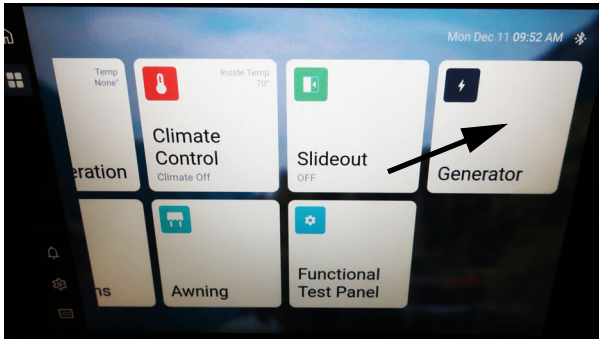 Mon Dec 11 09:52 AM
Temp
None°
eration
Inside Temp
70°
Climate
Control
Climate Off
Slideout
OFF
Generator
ns
Awning
Functional
Test Panel